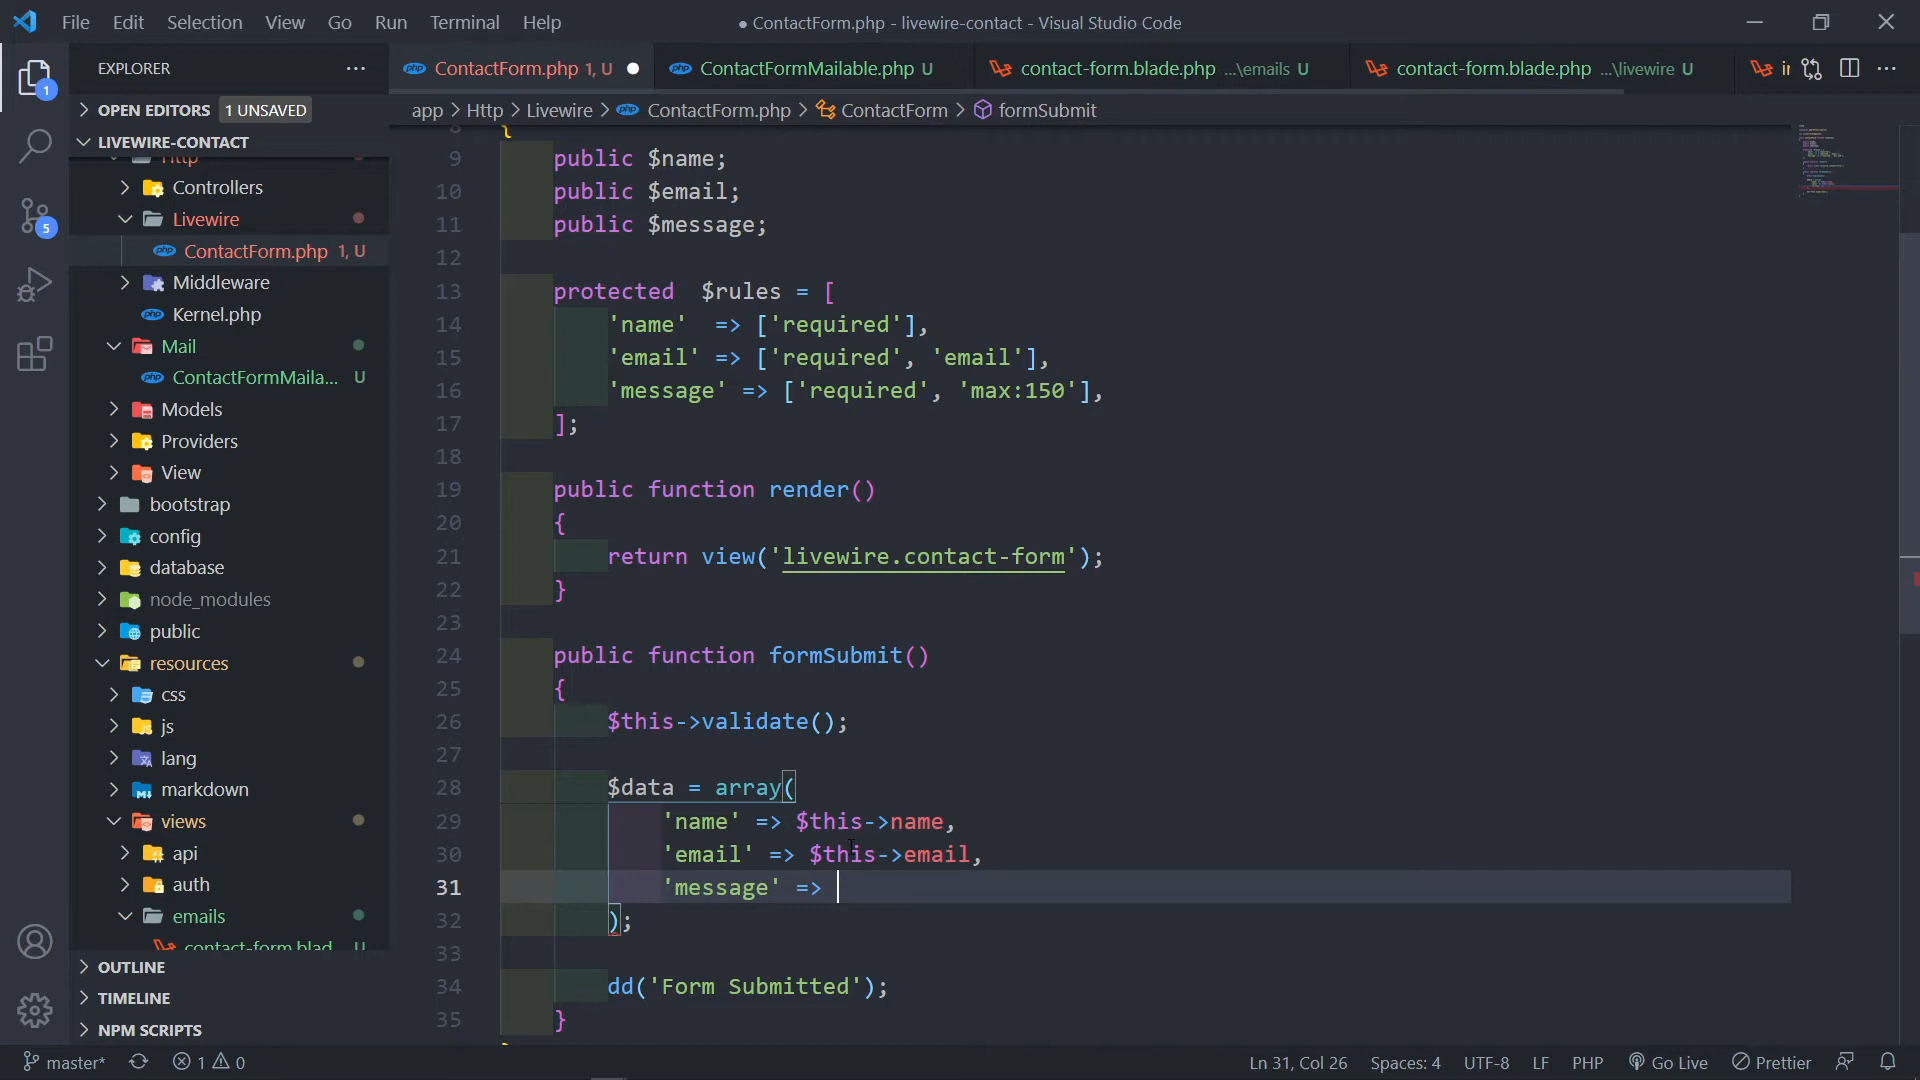 File Edit Selection View Go Run Terminal Help
● ContactForm.php - livewire-contact - Visual Studio Code
EXPLORER
ContactForm.php 1, U
ContactFormMailable.php U
contact-form.blade.php ...\emails U
contact-form.blade.php ...\livewire U
app > Http > Livewire > ContactForm.php > ContactForm > formSubmit
OPEN EDITORS 1 UNSAVED
LIVEWIRE-CONTACT
Http
Controllers
Livewire
ContactForm.php 1, U
Middleware
Kernel.php
Mail
ContactFormMaila... U
Models
Providers
View
bootstrap
config
database
node_modules
public
resources
css
js
lang
markdown
views
api
auth
emails
contact-form.blad... U
OUTLINE
TIMELINE
NPM SCRIPTS
1
5
8 {
9 public $name;
10 public $email;
11 public $message;
12
13 protected  $rules = [
14 'name'  => ['required'],
15 'email' => ['required', 'email'],
16 'message' => ['required', 'max:150'],
17 ];
18
19 public function render()
20 {
21 return view('livewire.contact-form');
22 }
23
24 public function formSubmit()
25 {
26 $this->validate();
27
28 $data = array(
29 'name' => $this->name,
30 'email' => $this->email,
31 'message' =>
32 );
33
34 dd('Form Submitted');
35 }
master* 1 0 Ln 31, Col 26 Spaces: 4 UTF-8 LF PHP Go Live Prettier